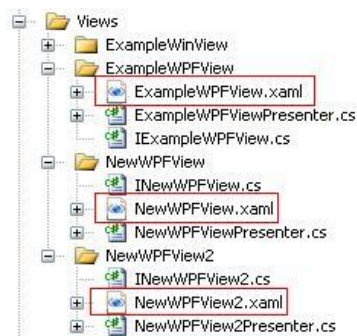 Views
ExampleWinView
ExampleWPFView
ExampleWPFView.xaml
ExampleWPFViewPresenter.cs
IExampleWPFView.cs
NewWPFView
INewWPFView.cs
NewWPFView.xaml
NewWPFViewPresenter.cs
NewWPFView2
INewWPFView2.cs
NewWPFView2.xaml
NewWPFView2Presenter.cs